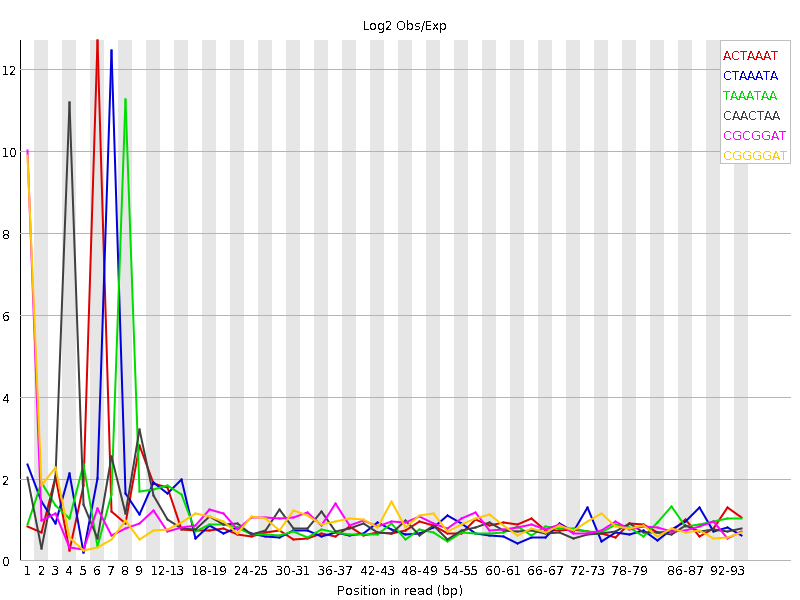 Log2 Obs/Exp
12
10
8
6
4
2
0
ACTAAAT
CTAAATA
TAAATAA
CAACTAA
CGCGGAT
CGGGGAT
1 2 3 4 5 6 7 8 9 12-13 18-19 24-25 30-31 36-37 42-43 48-49 54-55 60-61 66-67 72-73 78-79 86-87 92-93
Position in read (bp)